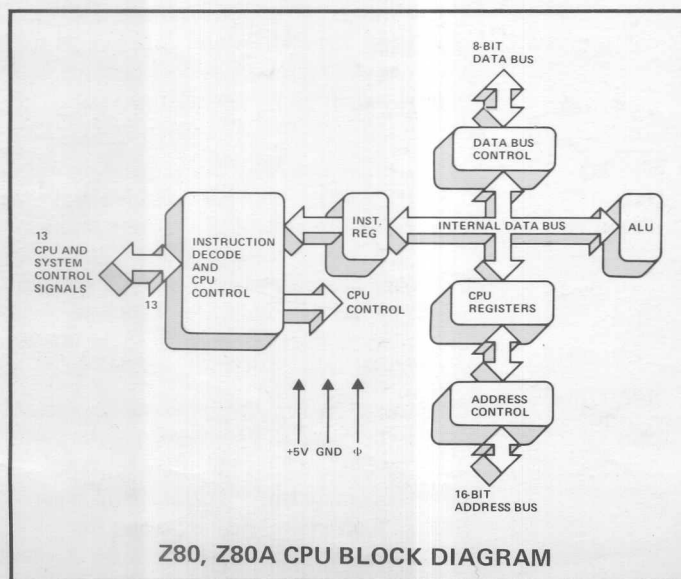 8-BIT
DATA BUS
DATA BUS
CONTROL
13
CPU AND
SYSTEM
CONTROL
SIGNALS
13
INSTRUCTION
DECODE
AND
CPU
CONTROL
INST.
REG
INTERNAL DATA BUS
ALU
CPU
CONTROL
CPU
REGISTERS
ADDRESS
CONTROL
+5V GND Φ
16-BIT
ADDRESS BUS
Z80, Z80A CPU BLOCK DIAGRAM